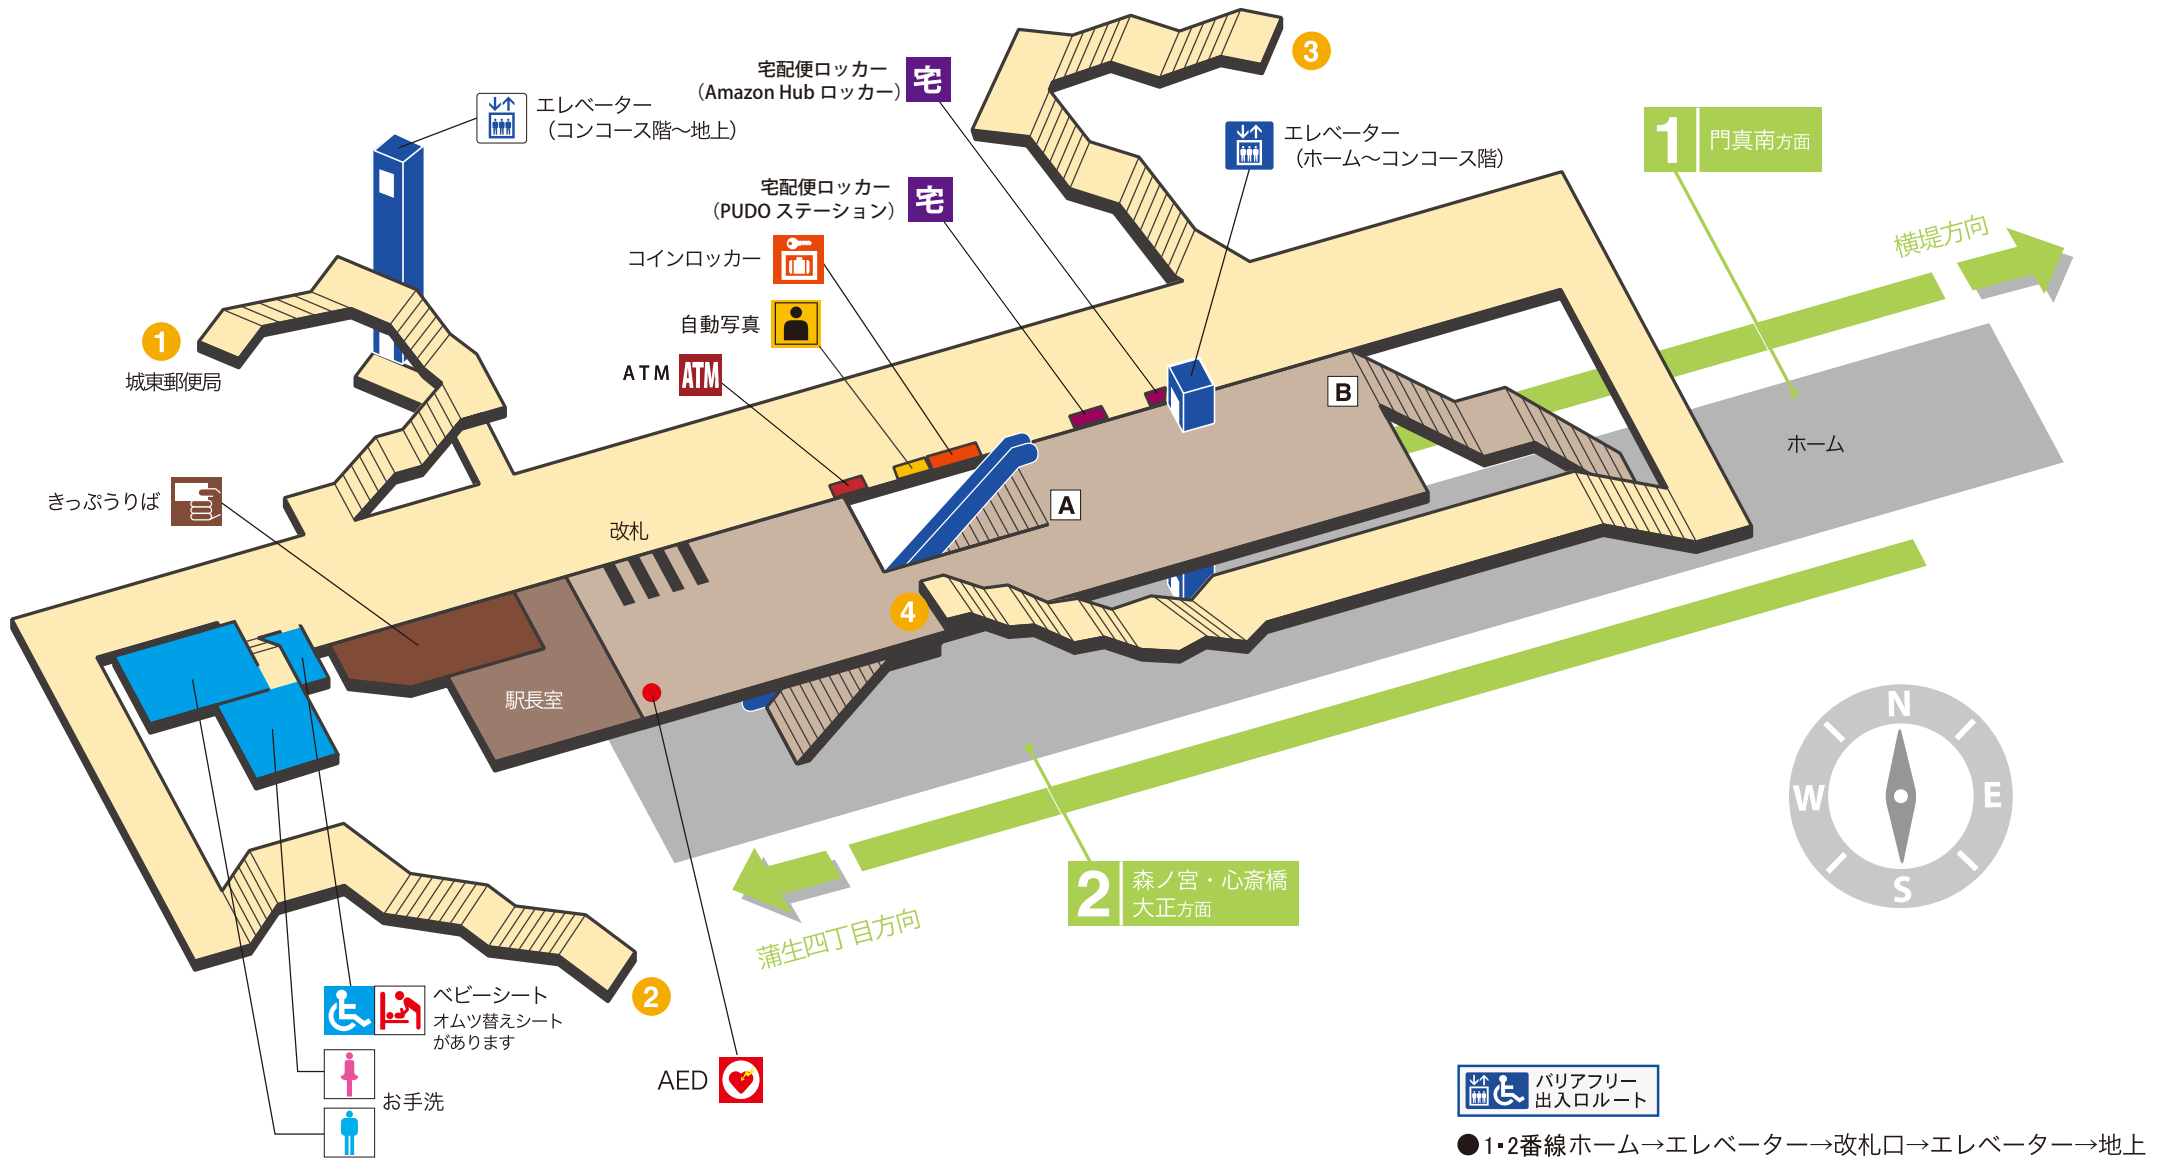 宅配便ロッカー
（Amazon Hub ロッカー）
宅
3
エレベーター
（コンコース階～地上）
エレベーター
（ホーム～コンコース階）
1
門真南方面
宅配便ロッカー
（PUDO ステーション）
宅
横堤方向
コインロッカー
自動写真
1
城東郵便局
ATM
ATM
B
ホーム
きっぷうりば
改札
A
4
駅長室
N
W
E
S
2
森ノ宮・心斎橋
大正方面
蒲生四丁目方向
2
ベビーシート
オムツ替えシート
があります
お手洗
AED
バリアフリー
出入口ルート
●1・2番線ホーム→エレベーター→改札口→エレベーター→地上